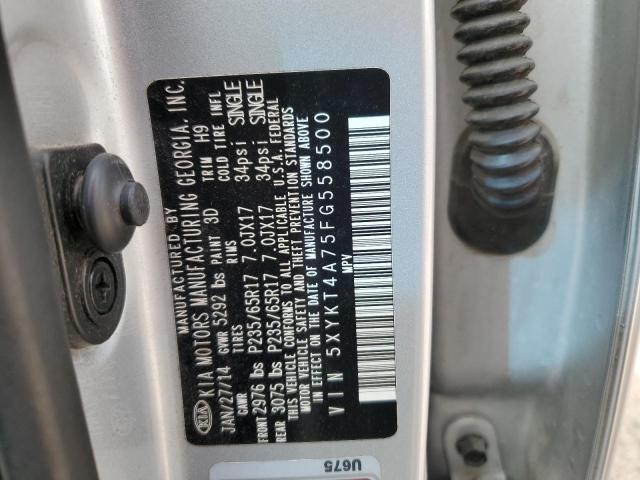 MANUFACTURED BY
KIA KIA MOTORS MANUFACTURING GEORGIA, INC.
JAN/27/14 GVWR 5292 lbs PAINT 3D TRIM H9
GAWR TIRES RIMS COLD TIRE INFL
FRONT 2976 lbs P235/65R17 7.0JX17 34psi SINGLE
REAR 3075 lbs P235/65R17 7.0JX17 34psi SINGLE
THIS VEHICLE CONFORMS TO ALL APPLICABLE U.S.A. FEDERAL
MOTOR VEHICLE SAFETY AND THEFT PREVENTION STANDARDS
IN EFFECT ON THE DATE OF MANUFACTURE SHOWN ABOVE
VIN 5XYKT4A75FG558500
MPV
U675